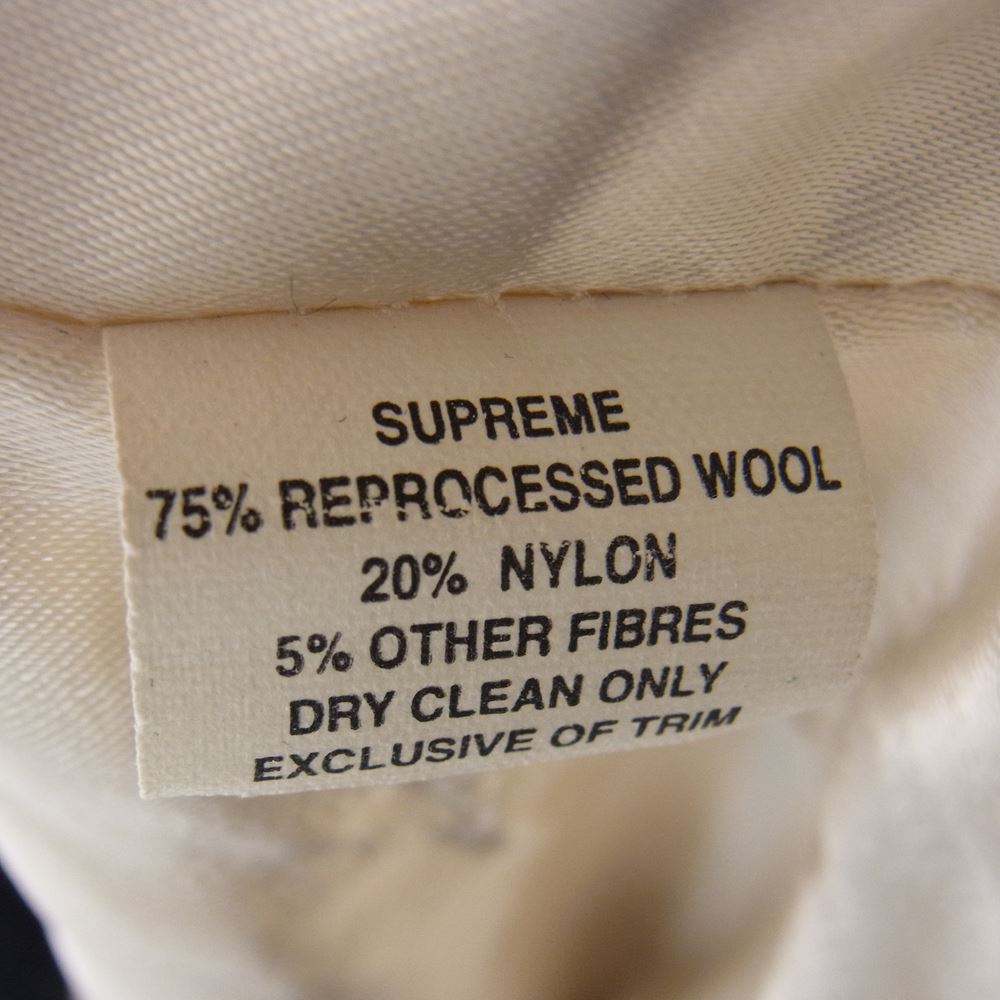 SUPREME
75% REPROCESSED WOOL
20% NYLON
5% OTHER FIBRES
DRY CLEAN ONLY
EXCLUSIVE OF TRIM